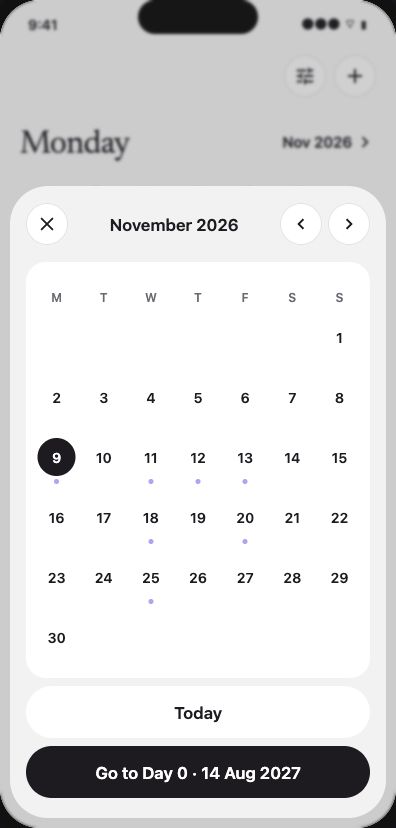 9:41
Monday
Nov 2026
November 2026
M T W T F S S
1
2 3 4 5 6 7 8
9 10 11 12 13 14 15
16 17 18 19 20 21 22
23 24 25 26 27 28 29
30
Today
Go to Day 0 · 14 Aug 2027